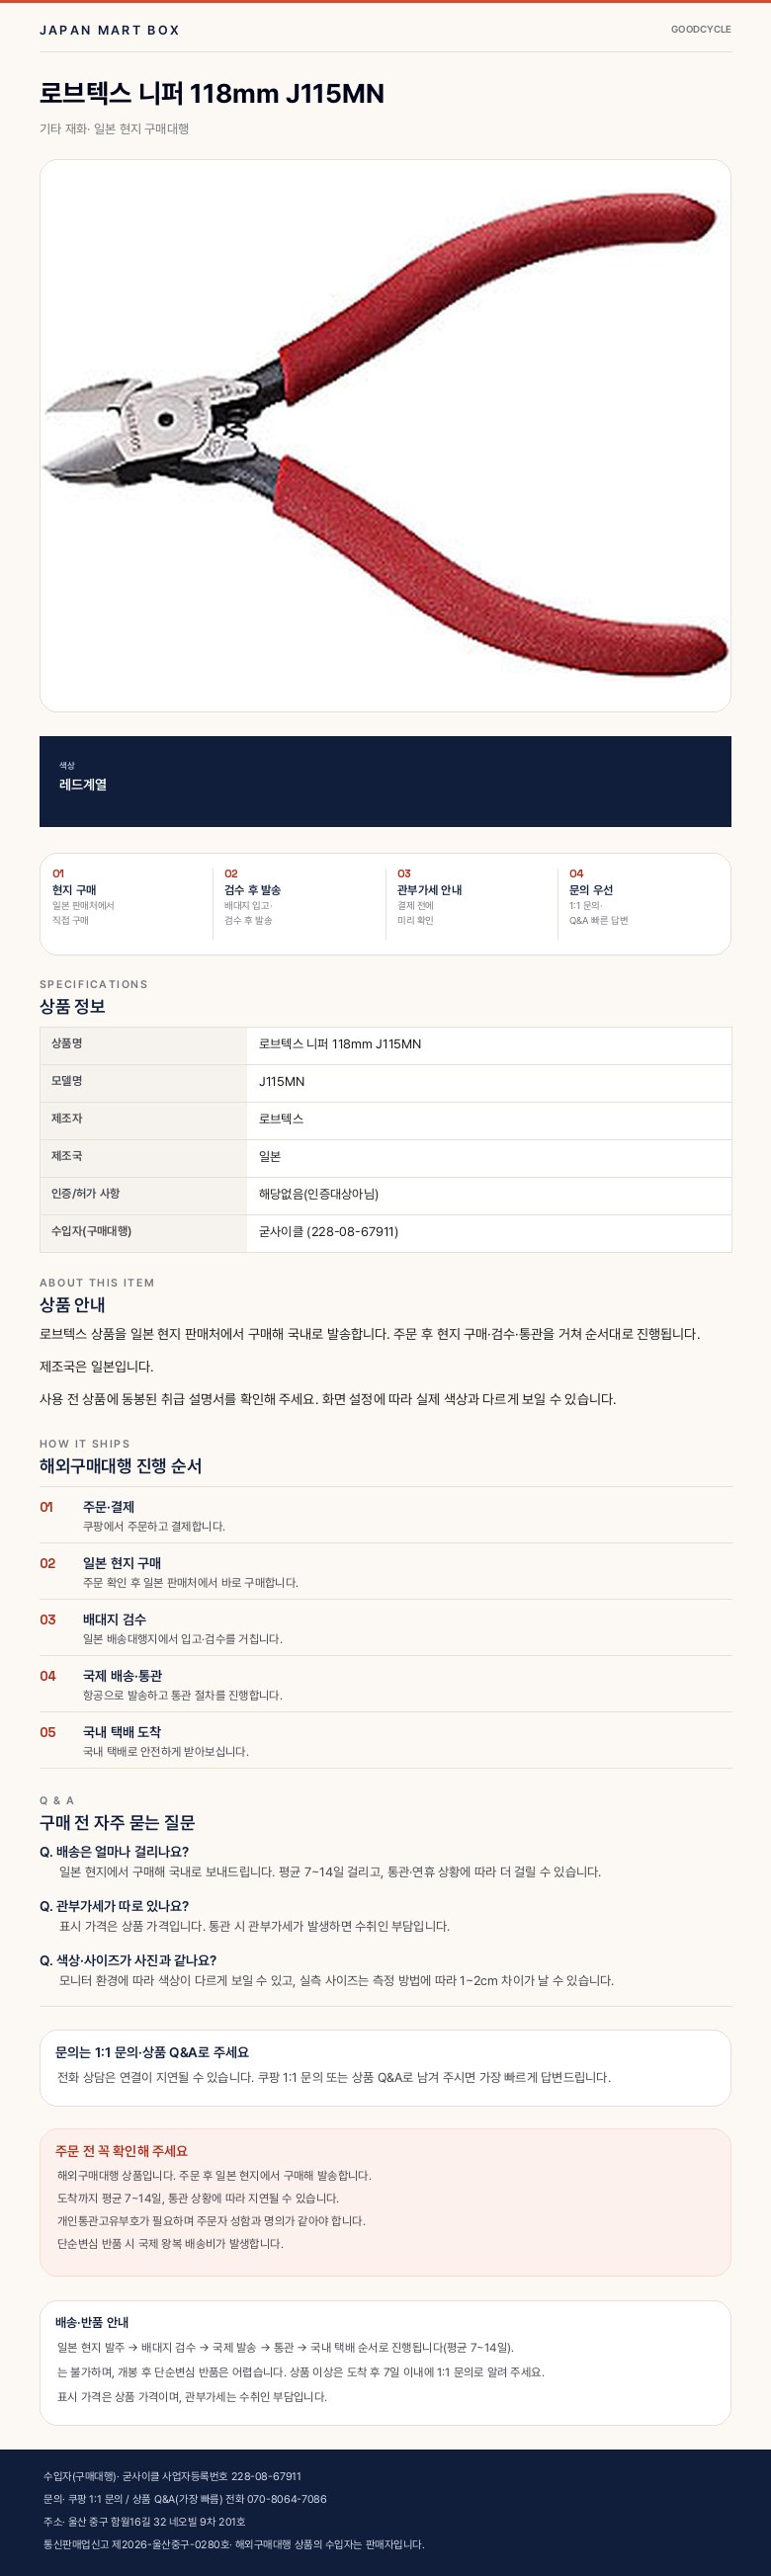 JAPAN MART BOX
GOODCYCLE
로브텍스 니퍼 118mm J115MN
기타 재화· 일본 현지 구매대행
색상
레드계열
01
현지 구매
일본 판매처에서
직접 구매
02
검수 후 발송
배대지 입고·
검수 후 발송
03
관부가세 안내
결제 전에
미리 확인
04
문의 우선
1:1 문의·
Q&A 빠른 답변
SPECIFICATIONS
상품 정보
상품명 로브텍스 니퍼 118mm J115MN
모델명 J115MN
제조자 로브텍스
제조국 일본
인증/허가 사항 해당없음(인증대상아님)
수입자(구매대행) 굳사이클 (228-08-67911)
ABOUT THIS ITEM
상품 안내
로브텍스 상품을 일본 현지 판매처에서 구매해 국내로 발송합니다. 주문 후 현지 구매·검수·통관을 거쳐 순서대로 진행됩니다.
제조국은 일본입니다.
사용 전 상품에 동봉된 취급 설명서를 확인해 주세요. 화면 설정에 따라 실제 색상과 다르게 보일 수 있습니다.
HOW IT SHIPS
해외구매대행 진행 순서
01 주문·결제
쿠팡에서 주문하고 결제합니다.
02 일본 현지 구매
주문 확인 후 일본 판매처에서 바로 구매합니다.
03 배대지 검수
일본 배송대행지에서 입고·검수를 거칩니다.
04 국제 배송·통관
항공으로 발송하고 통관 절차를 진행합니다.
05 국내 택배 도착
국내 택배로 안전하게 받아보십니다.
Q & A
구매 전 자주 묻는 질문
Q. 배송은 얼마나 걸리나요?
일본 현지에서 구매해 국내로 보내드립니다. 평균 7~14일 걸리고, 통관·연휴 상황에 따라 더 걸릴 수 있습니다.
Q. 관부가세가 따로 있나요?
표시 가격은 상품 가격입니다. 통관 시 관부가세가 발생하면 수취인 부담입니다.
Q. 색상·사이즈가 사진과 같나요?
모니터 환경에 따라 색상이 다르게 보일 수 있고, 실측 사이즈는 측정 방법에 따라 1~2cm 차이가 날 수 있습니다.
문의는 1:1 문의·상품 Q&A로 주세요
전화 상담은 연결이 지연될 수 있습니다. 쿠팡 1:1 문의 또는 상품 Q&A로 남겨 주시면 가장 빠르게 답변드립니다.
주문 전 꼭 확인해 주세요
해외구매대행 상품입니다. 주문 후 일본 현지에서 구매해 발송합니다.
도착까지 평균 7~14일, 통관 상황에 따라 지연될 수 있습니다.
개인통관고유부호가 필요하며 주문자 성함과 명의가 같아야 합니다.
단순변심 반품 시 국제 왕복 배송비가 발생합니다.
배송·반품 안내
일본 현지 발주 → 배대지 검수 → 국제 발송 → 통관 → 국내 택배 순서로 진행됩니다(평균 7~14일).
는 불가하며, 개봉 후 단순변심 반품은 어렵습니다. 상품 이상은 도착 후 7일 이내에 1:1 문의로 알려 주세요.
표시 가격은 상품 가격이며, 관부가세는 수취인 부담입니다.
수입자(구매대행)· 굳사이클 사업자등록번호 228-08-67911
문의· 쿠팡 1:1 문의 / 상품 Q&A(가장 빠름) 전화 070-8064-7086
주소· 울산 중구 함월16길 32 네오빌 9차 201호
통신판매업신고 제2026-울산중구-0280호· 해외구매대행 상품의 수입자는 판매자입니다.